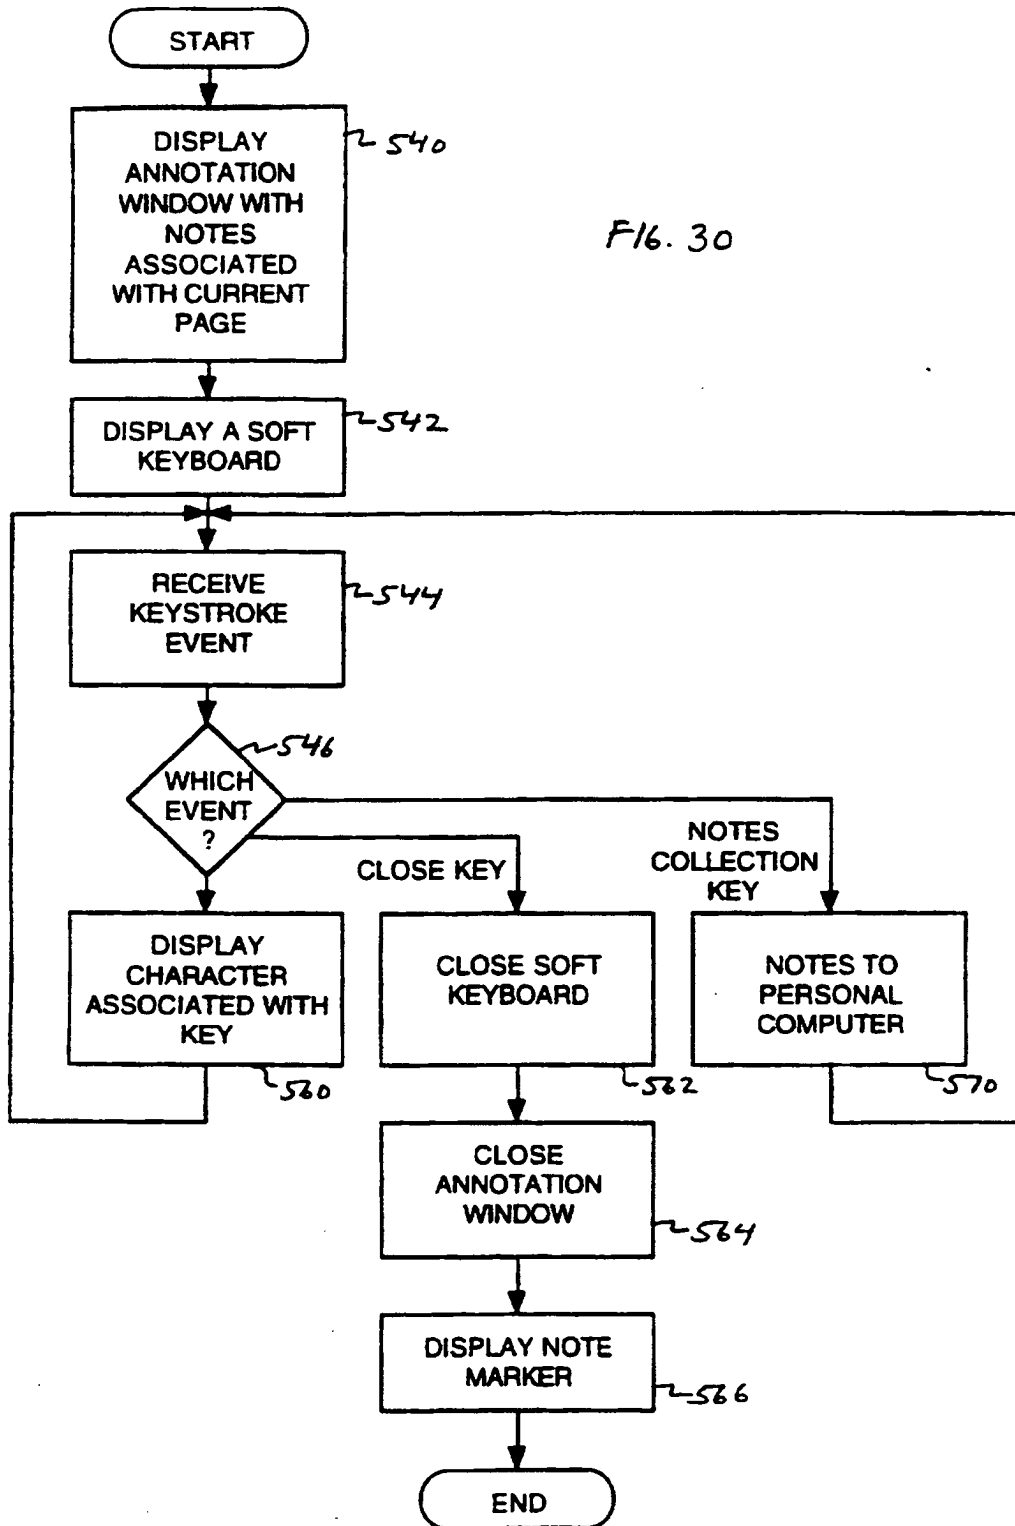 START
DISPLAY
ANNOTATION
WINDOW WITH
NOTES
ASSOCIATED
WITH CURRENT
PAGE
540
FIG. 30
DISPLAY A SOFT
KEYBOARD
542
RECEIVE
KEYSTROKE
EVENT
544
WHICH
EVENT
?
546
CLOSE KEY
NOTES
COLLECTION
KEY
DISPLAY
CHARACTER
ASSOCIATED WITH
KEY
560
CLOSE SOFT
KEYBOARD
562
NOTES TO
PERSONAL
COMPUTER
570
CLOSE
ANNOTATION
WINDOW
564
DISPLAY NOTE
MARKER
566
END